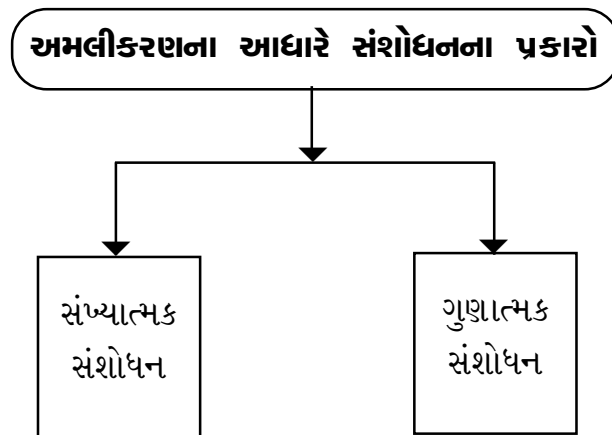 અમલીકરણના આધારે સંશોધનના પ્રકારો
સંખ્યાત્મક
સંશોધન
ગુણાત્મક
સંશોધન